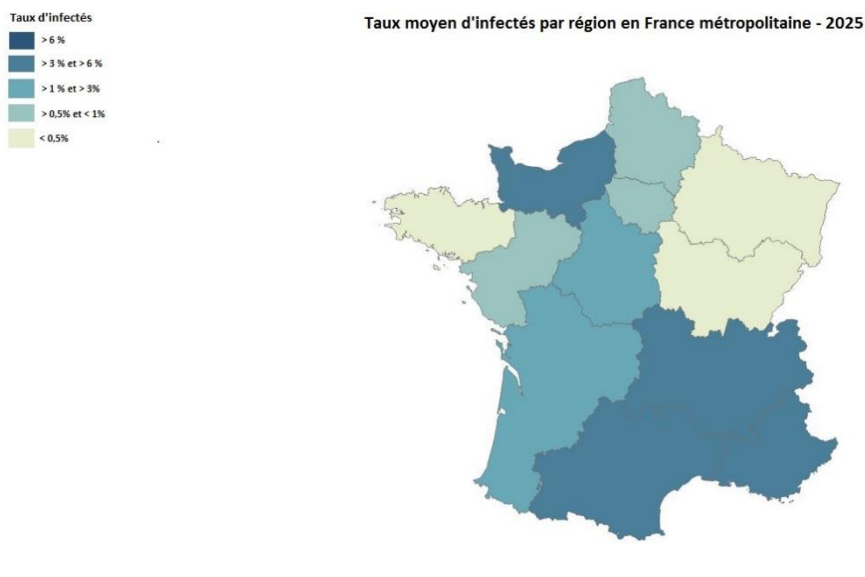 Taux d'infectés
> 6 %
> 3 % et > 6 %
> 1 % et > 3%
> 0,5% et < 1%
< 0,5%
Taux moyen d'infectés par région en France métropolitaine - 2025